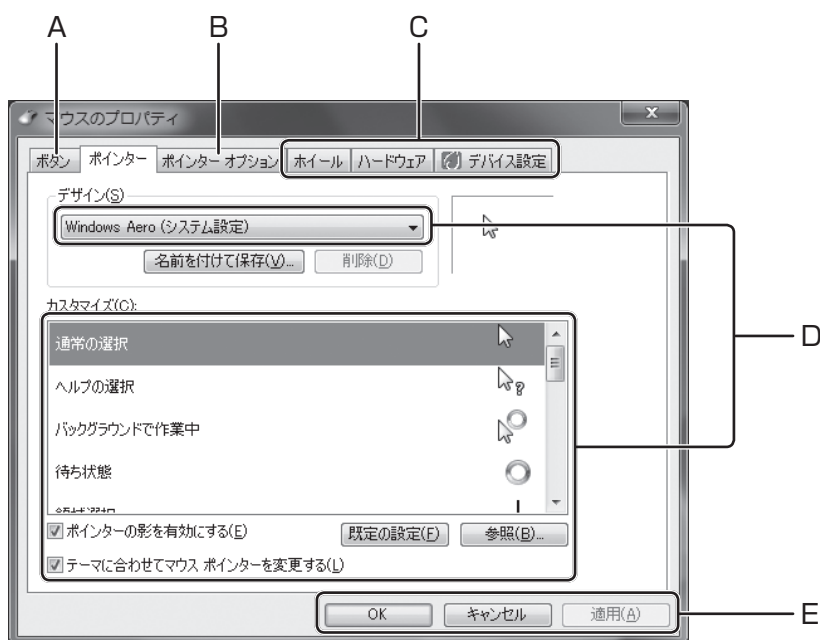 A B C
マウスのプロパティ
ボタン ポインター ポインター オプション ホイール ハードウェア デバイス設定
デザイン(S)
Windows Aero (システム設定)
名前を付けて保存(V)... 削除(D)
D
カスタマイズ(C):
通常の選択
ヘルプの選択
バックグラウンドで作業中
待ち状態
ポインターの影を有効にする(E) 既定の設定(F) 参照(B)...
テーマに合わせてマウス ポインターを変更する(L)
OK キャンセル 適用(A)
E